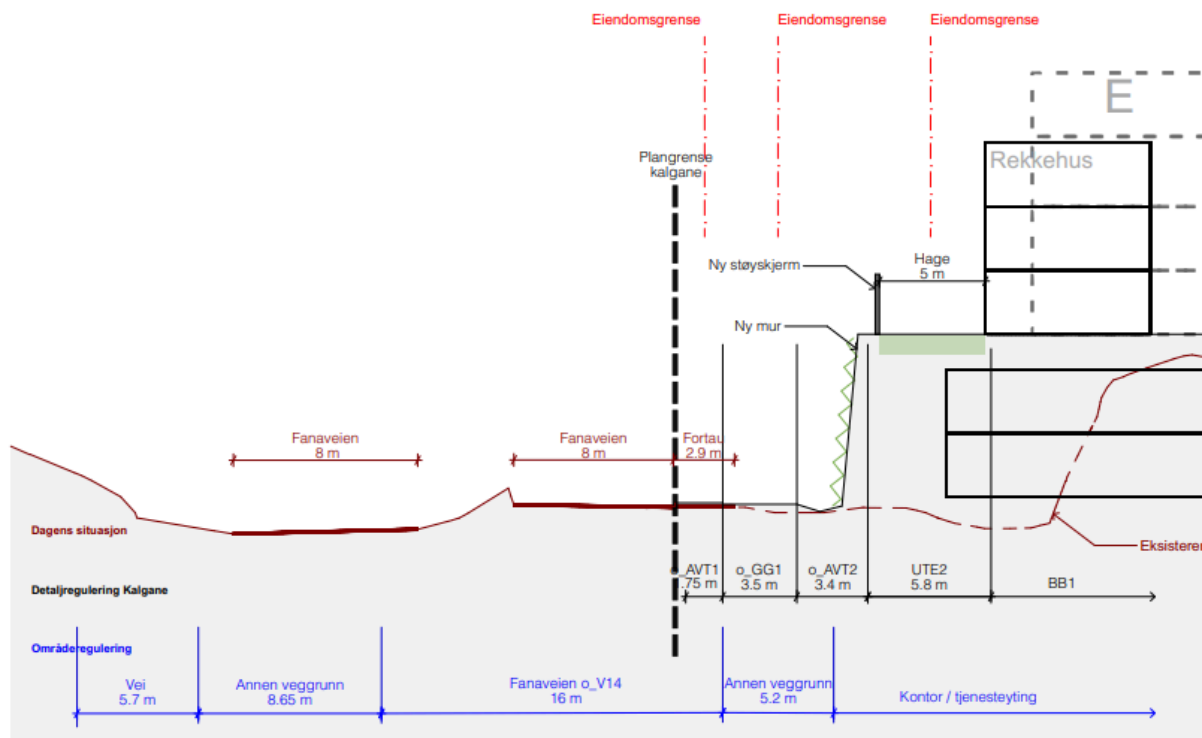 Eiendomsgrense Eiendomsgrense Eiendomsgrense
E
Plangrense
kalgane
Rekkehus
Ny støyskjerm
Hage
5 m
Ny mur
Fanaveien
8 m
Fanaveien
8 m
Fortau
2.9 m
Dagens situasjon
Eksisterer
o_AVT1
.75 m
o_GG1
3.5 m
o_AVT2
3.4 m
UTE2
5.8 m
BB1
Detaljregulering Kalgane
Områderegulering
Vei
5.7 m
Annen veggrunn
8.65 m
Fanaveien o_V14
16 m
Annen veggrunn
5.2 m
Kontor / tjenesteyting